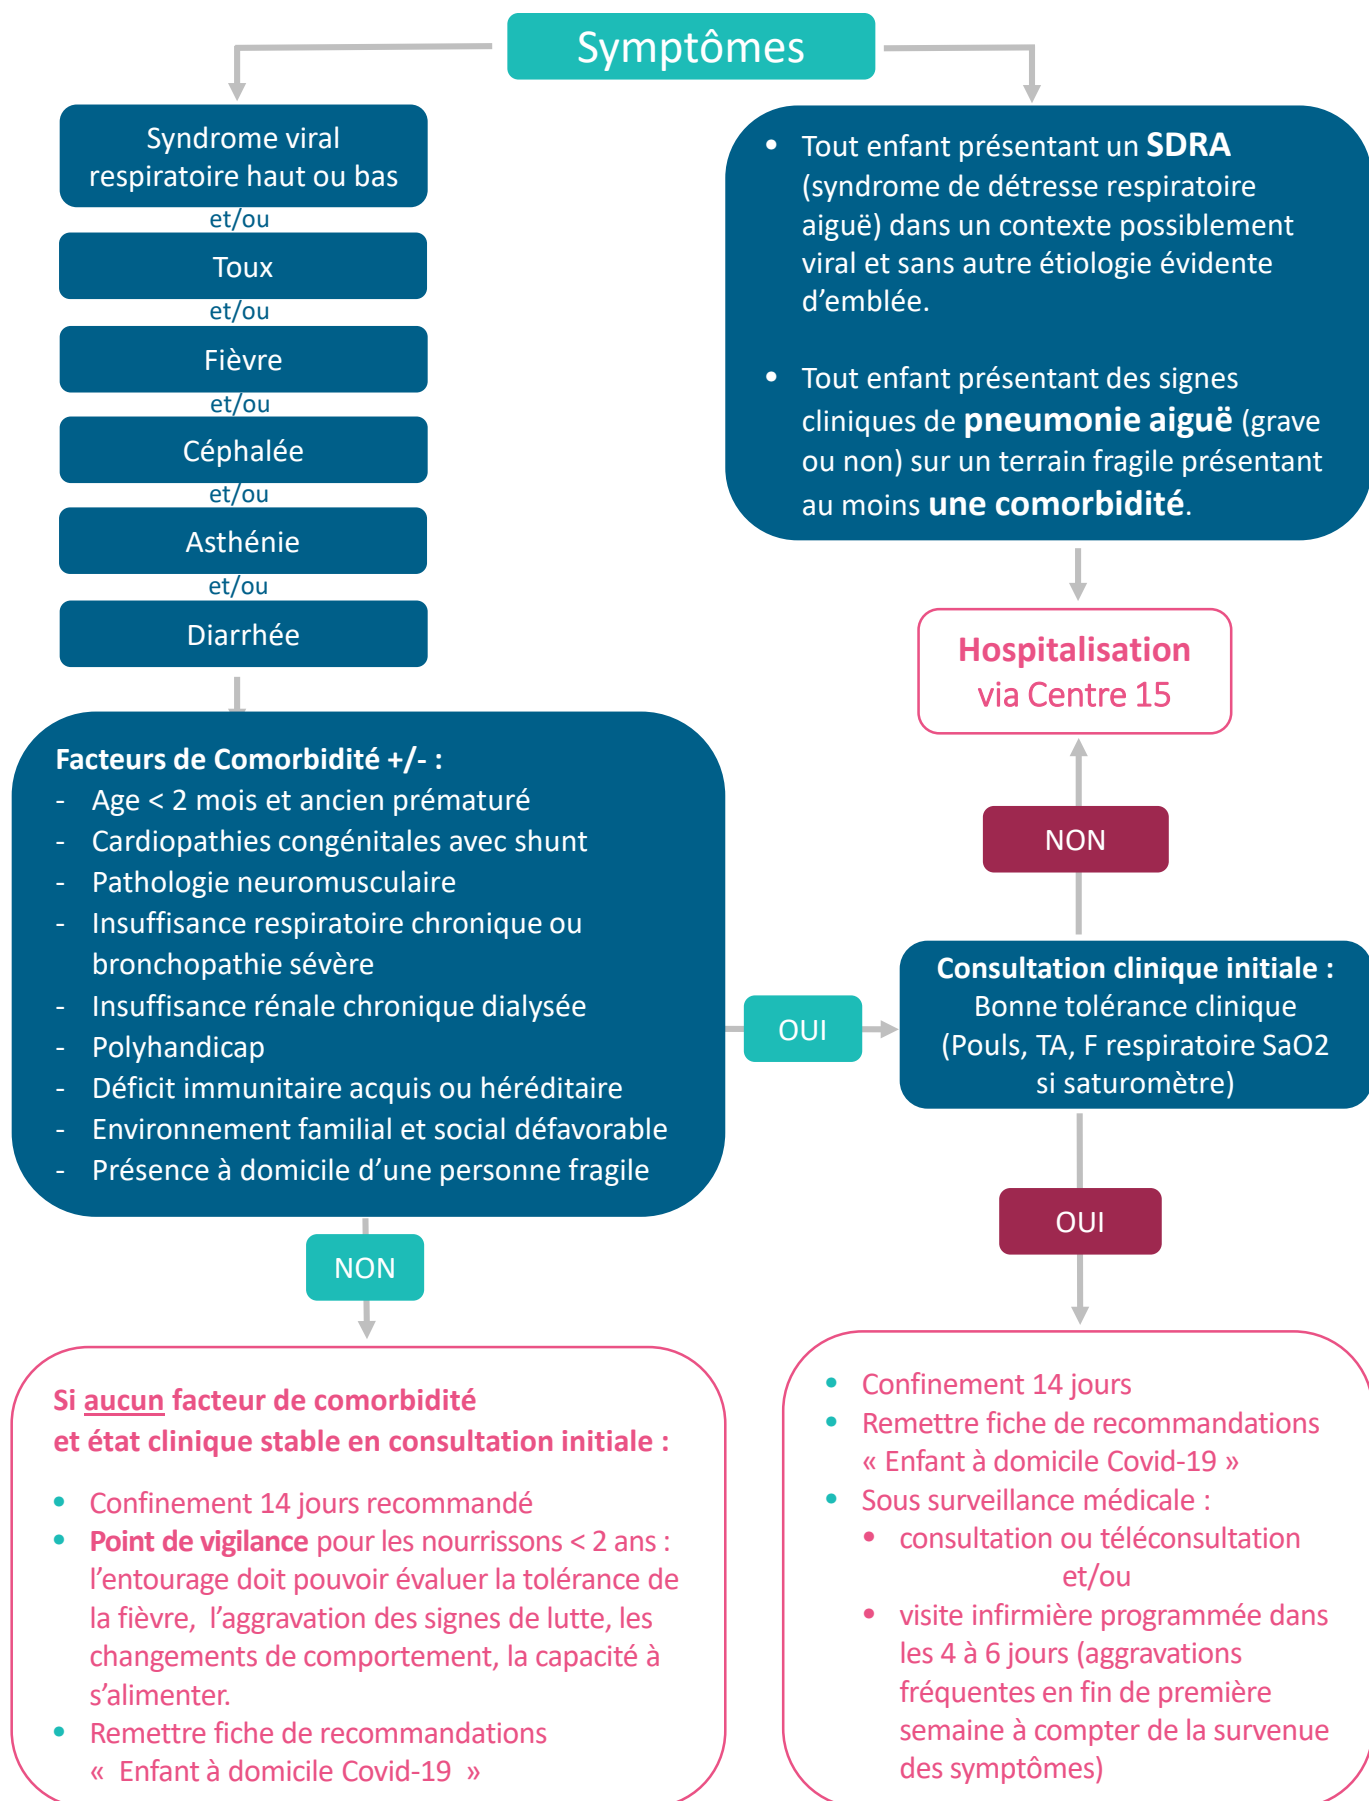 Symptômes
Syndrome viral
respiratoire haut ou bas
et/ou
Toux
et/ou
Fièvre
et/ou
Céphalée
et/ou
Asthénie
et/ou
Diarrhée
• Tout enfant présentant un SDRA
(syndrome de détresse respiratoire
aiguë) dans un contexte possiblement
viral et sans autre étiologie évidente
d’emblée.
• Tout enfant présentant des signes
cliniques de pneumonie aiguë (grave
ou non) sur un terrain fragile présentant
au moins une comorbidité.
Hospitalisation
via Centre 15
NON
Facteurs de Comorbidité +/- :
- Age < 2 mois et ancien prématuré
- Cardiopathies congénitales avec shunt
- Pathologie neuromusculaire
- Insuffisance respiratoire chronique ou
bronchopathie sévère
- Insuffisance rénale chronique dialysée
- Polyhandicap
- Déficit immunitaire acquis ou héréditaire
- Environnement familial et social défavorable
- Présence à domicile d’une personne fragile
OUI
Consultation clinique initiale :
Bonne tolérance clinique
(Pouls, TA, F respiratoire SaO2
si saturomètre)
OUI
NON
Si aucun facteur de comorbidité
et état clinique stable en consultation initiale :
• Confinement 14 jours recommandé
• Point de vigilance pour les nourrissons < 2 ans :
l’entourage doit pouvoir évaluer la tolérance de
la fièvre, l’aggravation des signes de lutte, les
changements de comportement, la capacité à
s’alimenter.
• Remettre fiche de recommandations
« Enfant à domicile Covid-19 »
• Confinement 14 jours
• Remettre fiche de recommandations
« Enfant à domicile Covid-19 »
• Sous surveillance médicale :
• consultation ou téléconsultation
et/ou
• visite infirmière programmée dans
les 4 à 6 jours (aggravations
fréquentes en fin de première
semaine à compter de la survenue
des symptômes)